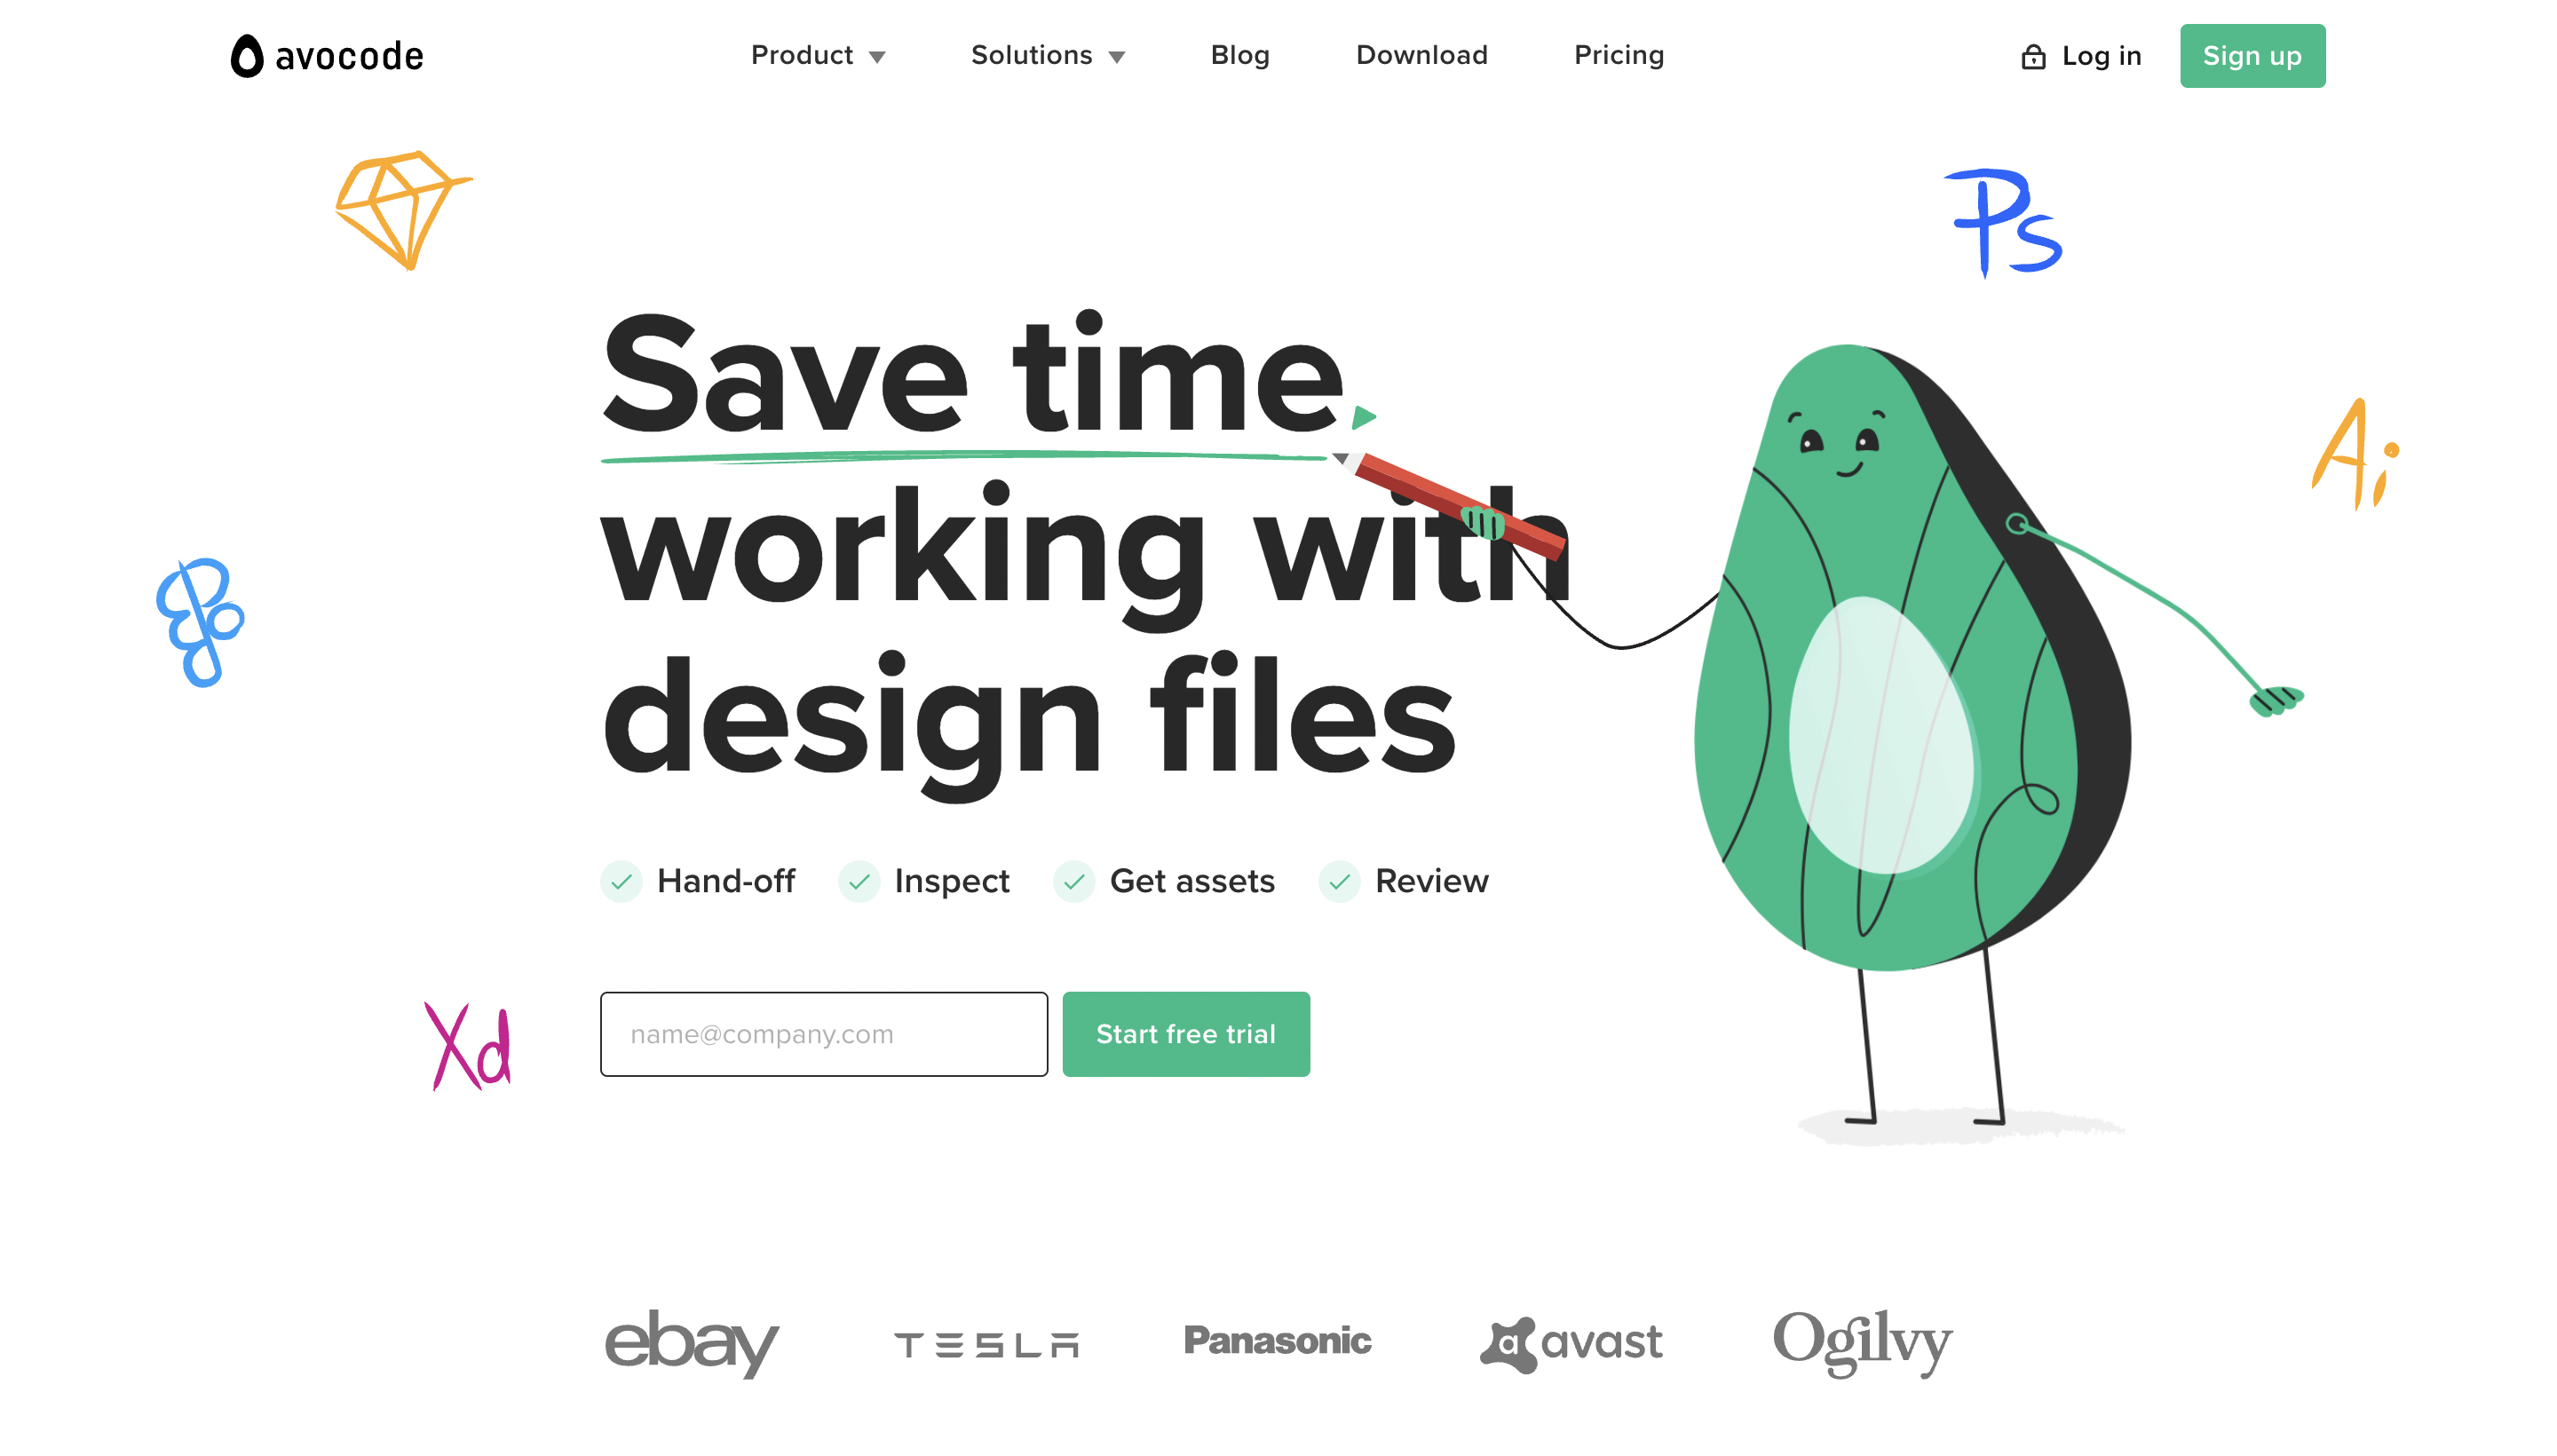 avocode
Product
Solutions
Blog
Download
Pricing
Log in
Sign up
Ps
Save time
working with
design files
Ai
Hand-off
Inspect
Get assets
Review
Xd
name@company.com
Start free trial
ebay
TESLA
Panasonic
a avast
Ogilvy